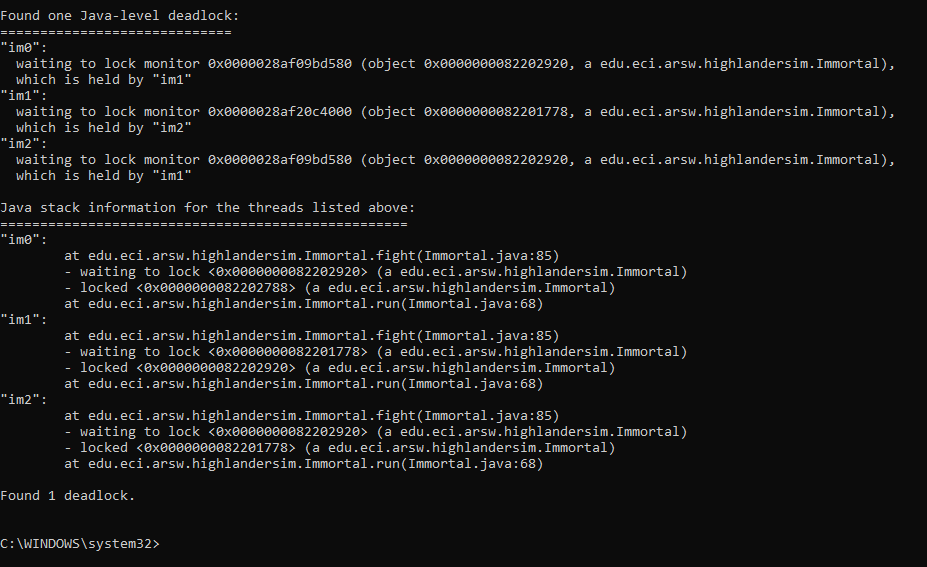 Found one Java-level deadlock:
=============================
"im0":
  waiting to lock monitor 0x0000028af09bd580 (object 0x0000000082202920, a edu.eci.arsw.highlandersim.Immortal),
  which is held by "im1"
"im1":
  waiting to lock monitor 0x0000028af20c4000 (object 0x0000000082201778, a edu.eci.arsw.highlandersim.Immortal),
  which is held by "im2"
"im2":
  waiting to lock monitor 0x0000028af09bd580 (object 0x0000000082202920, a edu.eci.arsw.highlandersim.Immortal),
  which is held by "im1"

Java stack information for the threads listed above:
===================================================
"im0":
        at edu.eci.arsw.highlandersim.Immortal.fight(Immortal.java:85)
        - waiting to lock <0x0000000082202920> (a edu.eci.arsw.highlandersim.Immortal)
        - locked <0x0000000082202788> (a edu.eci.arsw.highlandersim.Immortal)
        at edu.eci.arsw.highlandersim.Immortal.run(Immortal.java:68)
"im1":
        at edu.eci.arsw.highlandersim.Immortal.fight(Immortal.java:85)
        - waiting to lock <0x0000000082201778> (a edu.eci.arsw.highlandersim.Immortal)
        - locked <0x0000000082202920> (a edu.eci.arsw.highlandersim.Immortal)
        at edu.eci.arsw.highlandersim.Immortal.run(Immortal.java:68)
"im2":
        at edu.eci.arsw.highlandersim.Immortal.fight(Immortal.java:85)
        - waiting to lock <0x0000000082202920> (a edu.eci.arsw.highlandersim.Immortal)
        - locked <0x0000000082201778> (a edu.eci.arsw.highlandersim.Immortal)
        at edu.eci.arsw.highlandersim.Immortal.run(Immortal.java:68)

Found 1 deadlock.

C:\WINDOWS\system32>